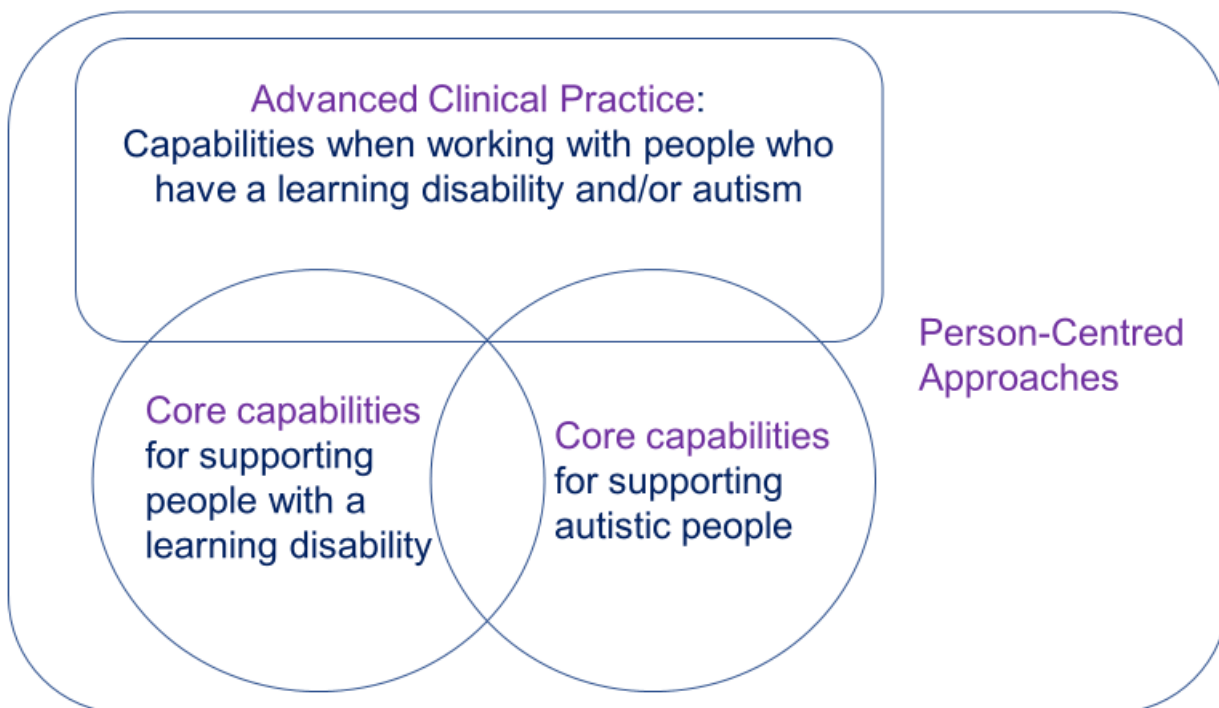 Advanced Clinical Practice:
Capabilities when working with people who
have a learning disability and/or autism
Person-Centred
Approaches
Core capabilities
for supporting
people with a
learning disability
Core capabilities
for supporting
autistic people